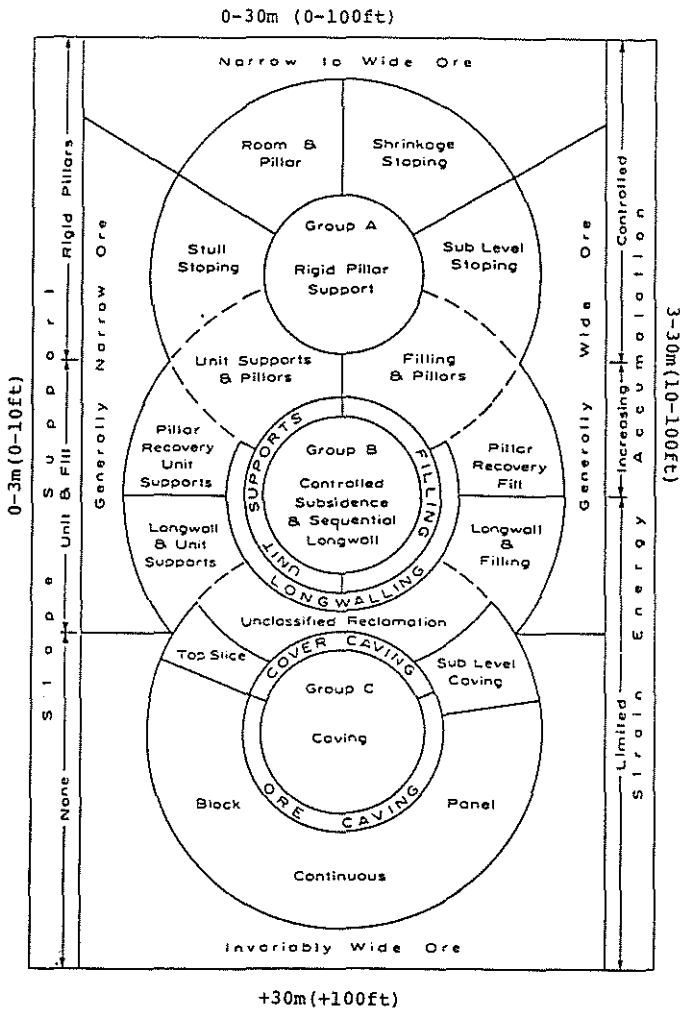 0-30m (0-100ft)
Narrow to Wide Ore
Room &
Pillar
Shrinkage
Stoping
Group A
Rigid Pillar
Support
Stull
Stoping
Sub Level
Stoping
Unit Supports
& Pillars
Filling
& Pillars
Pillar
Recovery
Unit
Supports
Pillar
Recovery
Fill
SUPPORTS
UNIT
FILLING
LONGWALLING
Group B
Controlled
Subsidence
& Sequential
Longwall
Longwall
& Unit
Supports
Longwall
&
Filling
Unclassified Reclamation
Top Slice
COVER CAVING
Sub Level
Caving
Group C
Caving
ORE CAVING
Block
Panel
Continuous
Invariably Wide Ore
+30m(+100ft)
0-3m(0-10ft)
Stope Support
Rigid Pillars
Unit & Fill
None
Generally Narrow Ore
Generally Wide Ore
Controlled
Increasing
Limited
Strain Energy Accumulation
3-30m(10-100ft)